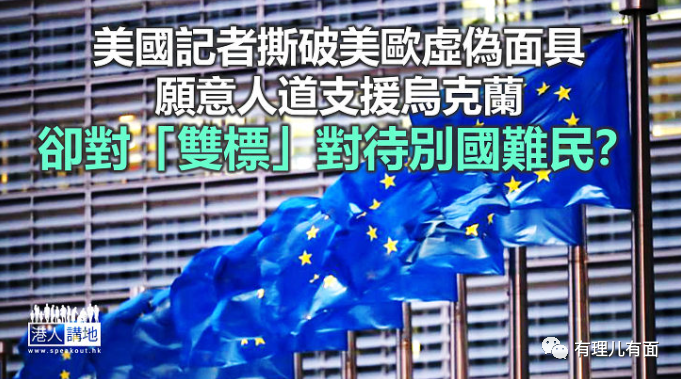 美國記者撕破美歐虛偽面具
願意人道支援烏克蘭
卻對「雙標」對待別國難民?
港人講地
www.speakout.hk
有理儿有面